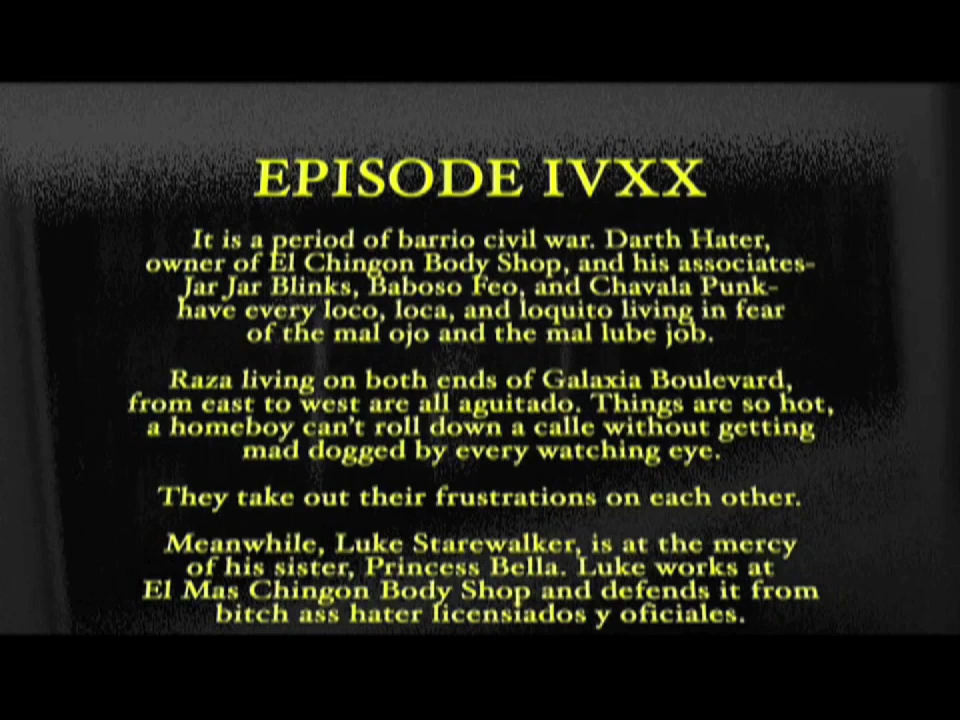 EPISODE IVXX
It is a period of barrio civil war. Darth Hater,
owner of El Chingon Body Shop, and his associates-
Jar Jar Blinks, Baboso Feo, and Chavala Punk-
have every loco, loca, and loquito living in fear
of the mal ojo and the mal lube job.
Raza living on both ends of Galaxia Boulevard,
from east to west are all aguitado. Things are so hot,
a homeboy can't roll down a calle without getting
mad dogged by every watching eye.
They take out their frustrations on each other.
Meanwhile, Luke Starewalker, is at the mercy
of his sister, Princess Bella. Luke works at
El Mas Chingon Body Shop and defends it from
bitch ass hater licensiados y oficiales.